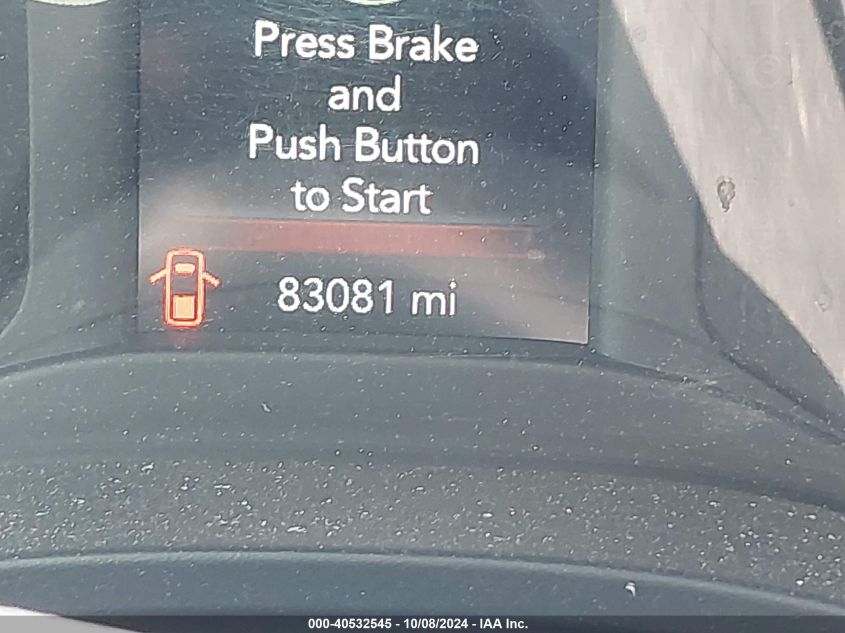 Press Brake
and
Push Button
to Start
83081 mi
000-40532545 - 10/08/2024 - IAA Inc.